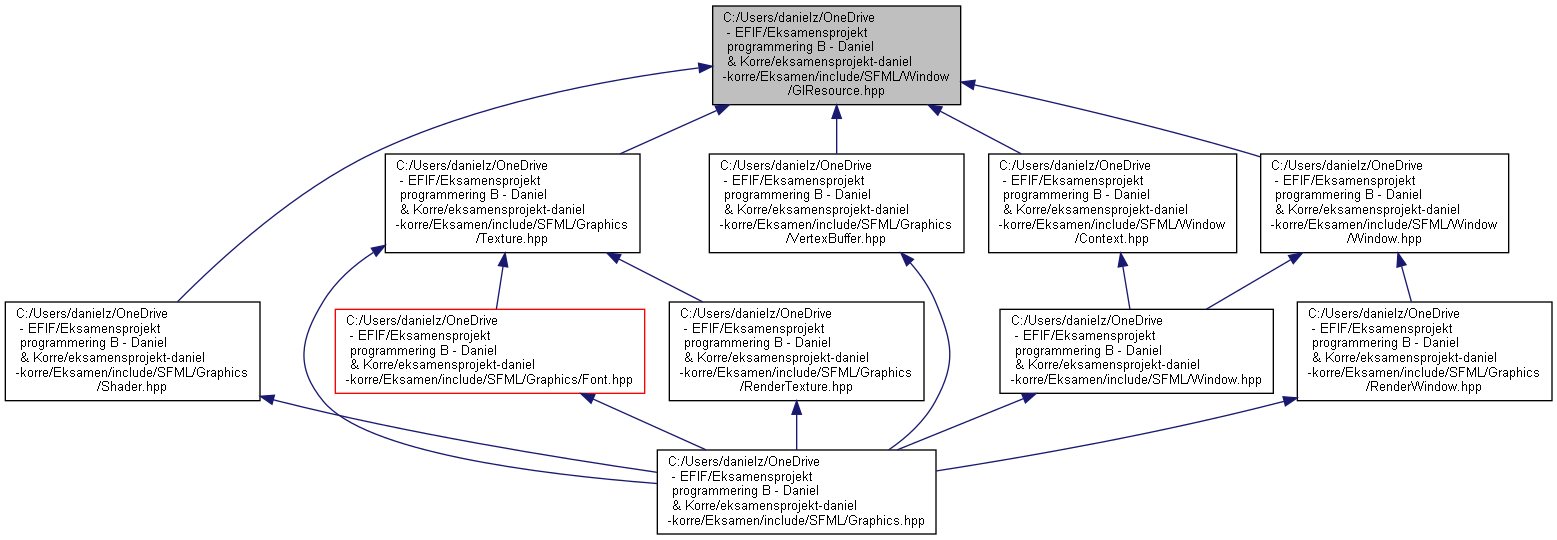 C:/Users/danielz/OneDrive
- EFIF/Eksamensprojekt
programmering B - Daniel
& Korre/eksamensprojekt-daniel
-korre/Eksamen/include/SFML/Window
/GlResource.hpp
C:/Users/danielz/OneDrive
- EFIF/Eksamensprojekt
programmering B - Daniel
& Korre/eksamensprojekt-daniel
-korre/Eksamen/include/SFML/Graphics
/Texture.hpp
C:/Users/danielz/OneDrive
- EFIF/Eksamensprojekt
programmering B - Daniel
& Korre/eksamensprojekt-daniel
-korre/Eksamen/include/SFML/Graphics
/VertexBuffer.hpp
C:/Users/danielz/OneDrive
- EFIF/Eksamensprojekt
programmering B - Daniel
& Korre/eksamensprojekt-daniel
-korre/Eksamen/include/SFML/Window
/Context.hpp
C:/Users/danielz/OneDrive
- EFIF/Eksamensprojekt
programmering B - Daniel
& Korre/eksamensprojekt-daniel
-korre/Eksamen/include/SFML/Window
/Window.hpp
C:/Users/danielz/OneDrive
- EFIF/Eksamensprojekt
programmering B - Daniel
& Korre/eksamensprojekt-daniel
-korre/Eksamen/include/SFML/Graphics
/Shader.hpp
C:/Users/danielz/OneDrive
- EFIF/Eksamensprojekt
programmering B - Daniel
& Korre/eksamensprojekt-daniel
-korre/Eksamen/include/SFML/Graphics/Font.hpp
C:/Users/danielz/OneDrive
- EFIF/Eksamensprojekt
programmering B - Daniel
& Korre/eksamensprojekt-daniel
-korre/Eksamen/include/SFML/Graphics
/RenderTexture.hpp
C:/Users/danielz/OneDrive
- EFIF/Eksamensprojekt
programmering B - Daniel
& Korre/eksamensprojekt-daniel
-korre/Eksamen/include/SFML/Window.hpp
C:/Users/danielz/OneDrive
- EFIF/Eksamensprojekt
programmering B - Daniel
& Korre/eksamensprojekt-daniel
-korre/Eksamen/include/SFML/Graphics
/RenderWindow.hpp
C:/Users/danielz/OneDrive
- EFIF/Eksamensprojekt
programmering B - Daniel
& Korre/eksamensprojekt-daniel
-korre/Eksamen/include/SFML/Graphics.hpp